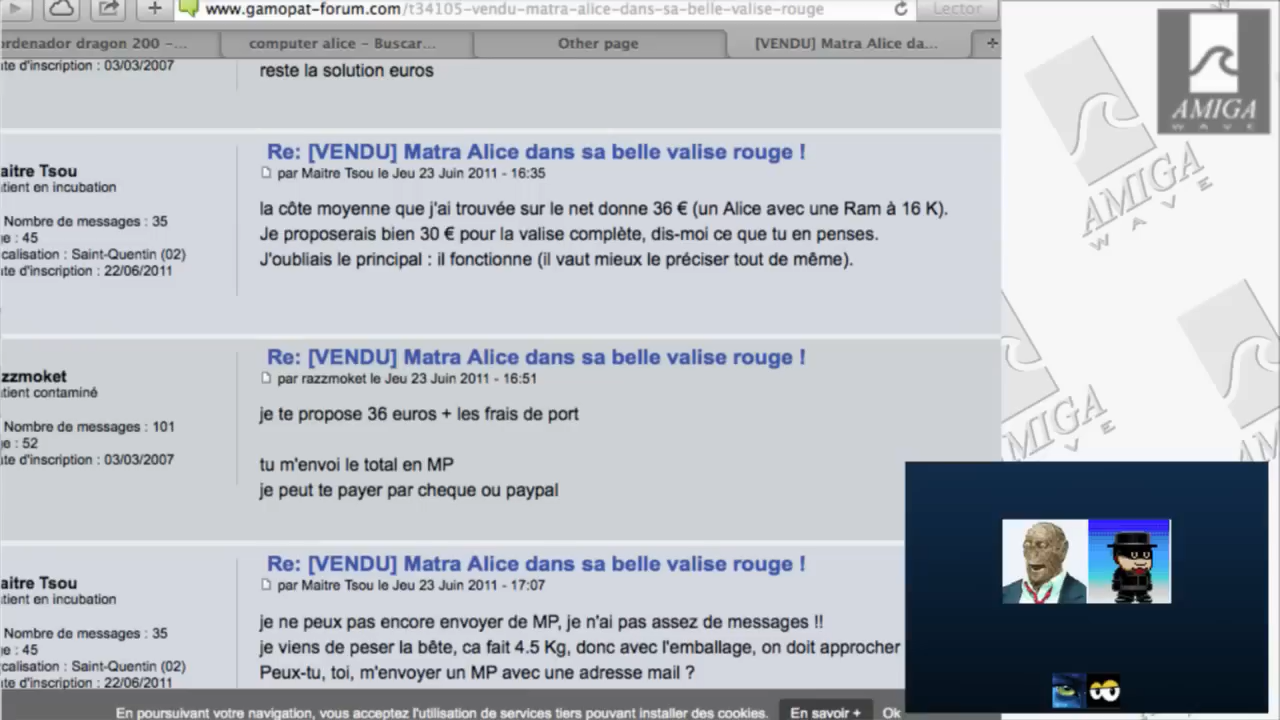 www.gamopat-forum.com/t34105-vendu-matra-alice-dans-sa-belle-valise-rouge
Lector
ordenador dragon 200 –...
computer alice – Buscar...
Other page
[VENDU] Matra Alice da...
AMIGA
WAVE
te d'inscription : 03/03/2007
reste la solution euros
aitre Tsou
tient en incubation
Nombre de messages : 35
e : 45
calisation : Saint-Quentin (02)
te d'inscription : 22/06/2011
Re: [VENDU] Matra Alice dans sa belle valise rouge !
par Maitre Tsou le Jeu 23 Juin 2011 - 16:35
la côte moyenne que j'ai trouvée sur le net donne 36 € (un Alice avec une Ram à 16 K).
Je proposerais bien 30 € pour la valise complète, dis-moi ce que tu en penses.
J'oubliais le principal : il fonctionne (il vaut mieux le préciser tout de même).
AMIGA
WAVE
zzmoket
tient contaminé
Nombre de messages : 101
e : 52
te d'inscription : 03/03/2007
Re: [VENDU] Matra Alice dans sa belle valise rouge !
par razzmoket le Jeu 23 Juin 2011 - 16:51
je te propose 36 euros + les frais de port
tu m'envoi le total en MP
je peut te payer par cheque ou paypal
aitre Tsou
tient en incubation
Nombre de messages : 35
e : 45
calisation : Saint-Quentin (02)
te d'inscription : 22/06/2011
Re: [VENDU] Matra Alice dans sa belle valise rouge !
par Maitre Tsou le Jeu 23 Juin 2011 - 17:07
je ne peux pas encore envoyer de MP, je n'ai pas assez de messages !!
je viens de peser la bête, ca fait 4.5 Kg, donc avec l'emballage, on doit approcher
Peux-tu, toi, m'envoyer un MP avec une adresse mail ?
En poursuivant votre navigation, vous acceptez l'utilisation de services tiers pouvant installer des cookies.
En savoir +
Ok